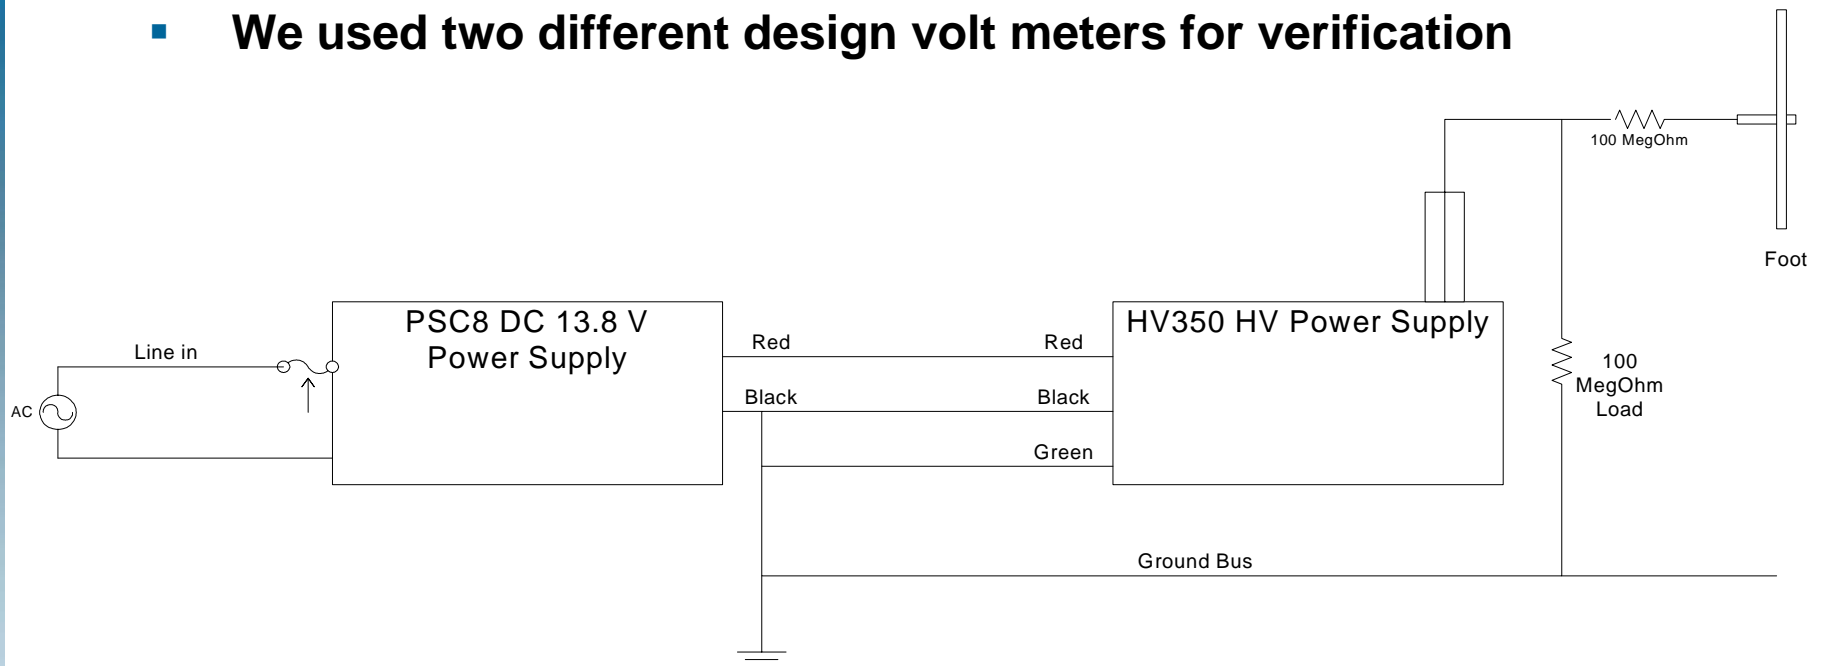 We used two different design volt meters for verification
100 MegOhm
Foot
PSC8 DC 13.8 V
Power Supply
HV350 HV Power Supply
Line in
Red
Red
100
MegOhm
Load
AC
Black
Black
Green
Ground Bus